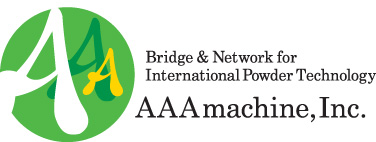 AAA
Bridge & Network for
International Powder Technology
AAAmachine, Inc.